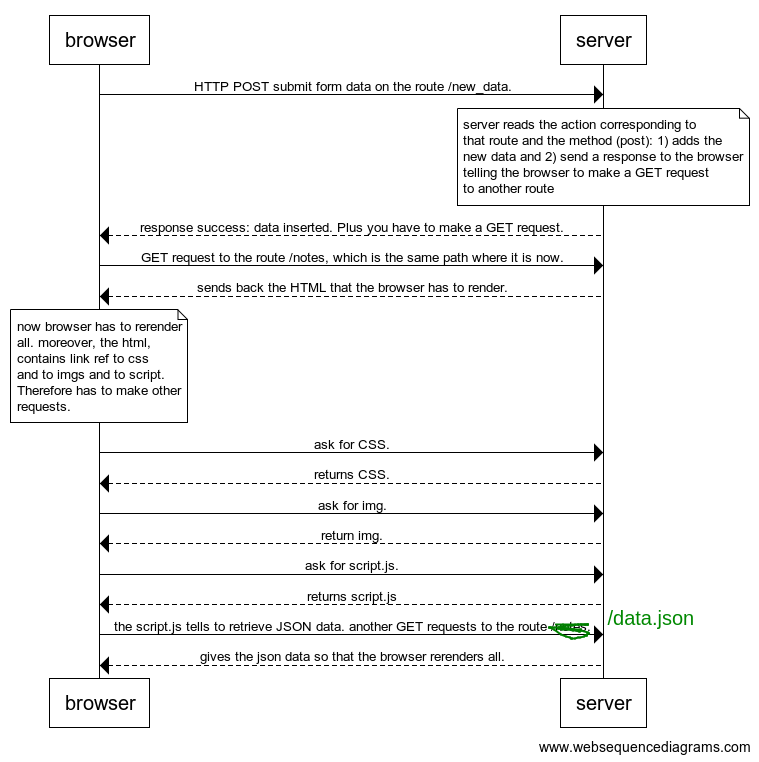 browser server
HTTP POST submit form data on the route /new_data.
server reads the action corresponding to
that route and the method (post): 1) adds the
new data and 2) send a response to the browser
telling the browser to make a GET request
to another route
response success: data inserted. Plus you have to make a GET request.
GET request to the route /notes, which is the same path where it is now.
sends back the HTML that the browser has to render.
now browser has to rerender
all. moreover, the html,
contains link ref to css
and to imgs and to script.
Therefore has to make other
requests.
ask for CSS.
returns CSS.
ask for img.
return img.
ask for script.js.
returns script.js
the script.js tells to retrieve JSON data. another GET requests to the route
/data.json
gives the json data so that the browser rerenders all.
browser server
www.websequencediagrams.com